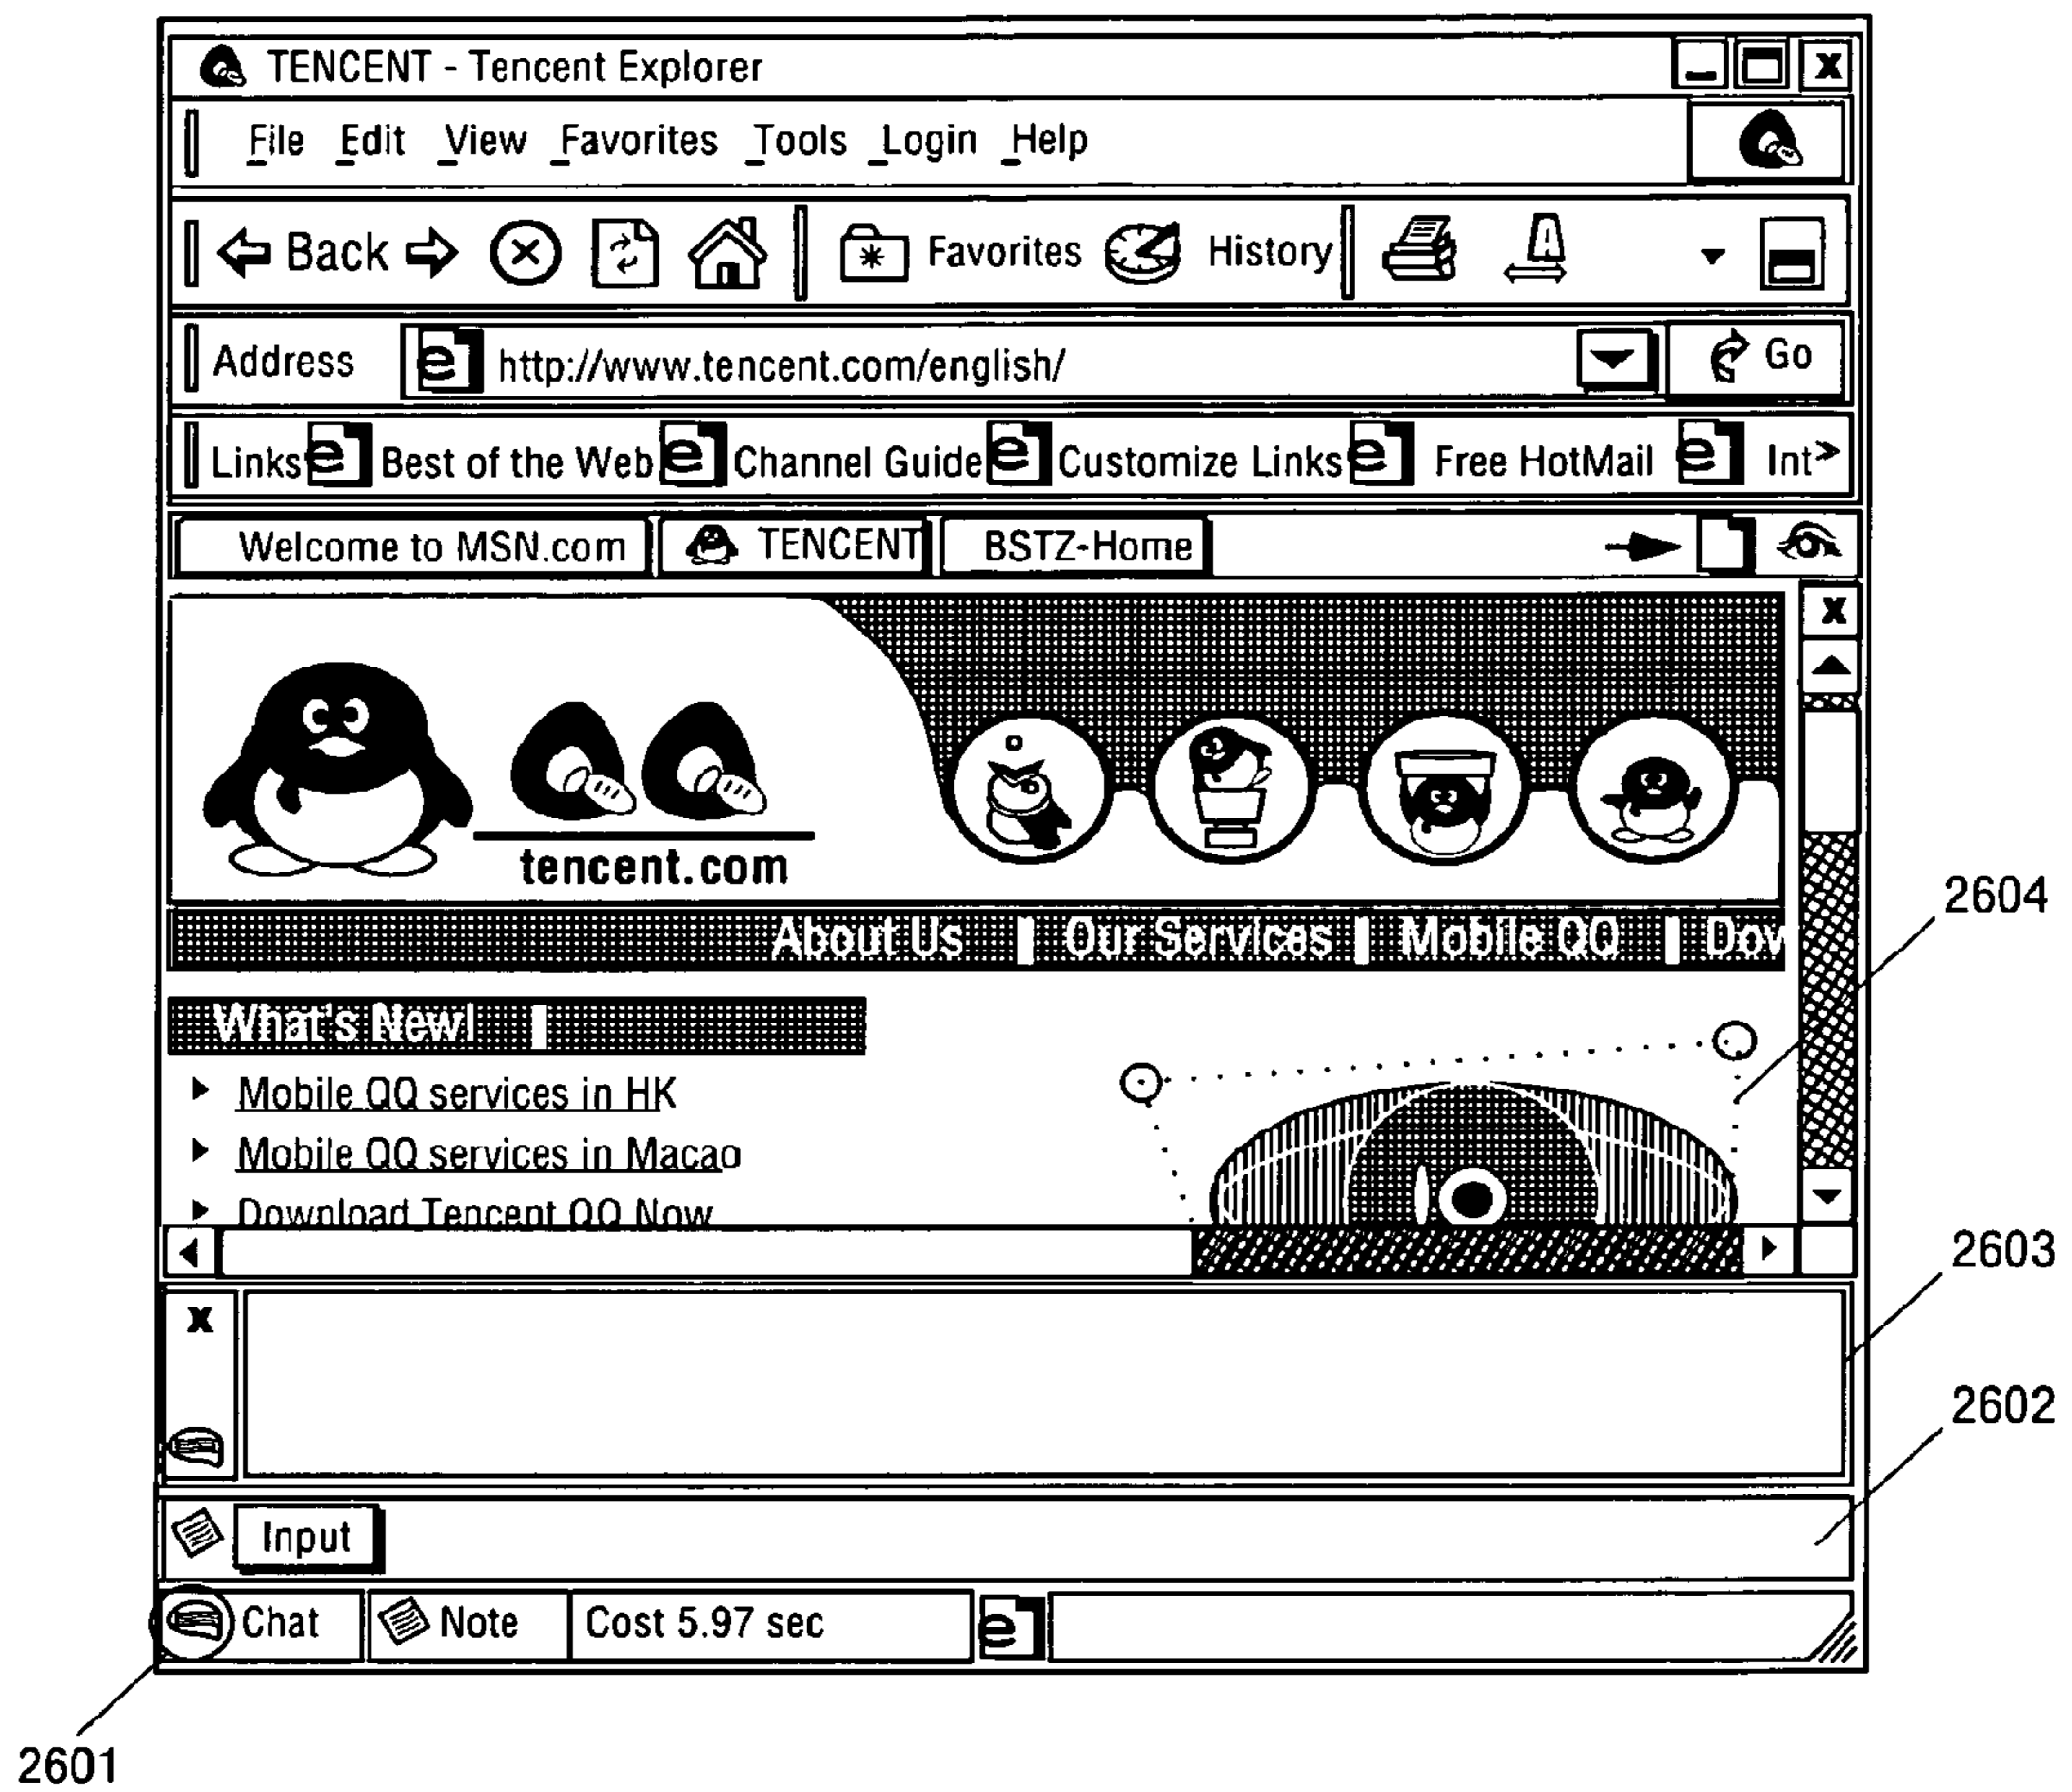 TENCENT - Tencent Explorer
File Edit View Favorites Tools Login Help
Back Favorites History
Address http://www.tencent.com/english/ Go
Links Best of the Web Channel Guide Customize Links Free HotMail Int>
Welcome to MSN.com TENCENT BSTZ-Home
tencent.com
About Us Our Services Mobile QQ Dow
2604
What's New!
Mobile QQ services in HK
Mobile QQ services in Macao
Download Tencent QQ Now
2603
2602
Input
Chat Note Cost 5.97 sec
2601